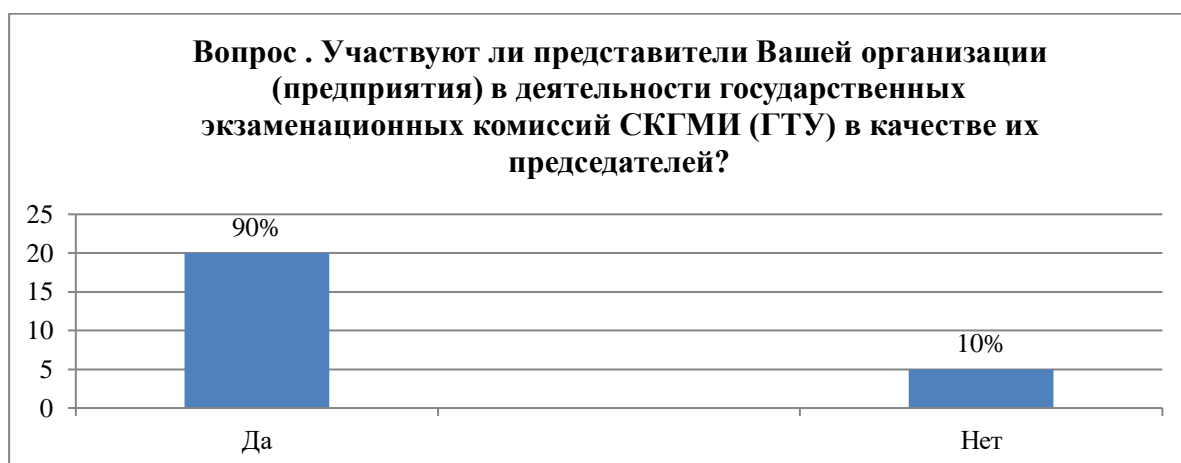 Вопрос . Участвуют ли представители Вашей организации
(предприятия) в деятельности государственных
экзаменационных комиссий СКГМИ (ГТУ) в качестве их
председателей?
25
90%
20
15
10
10%
5
0
Да
Нет